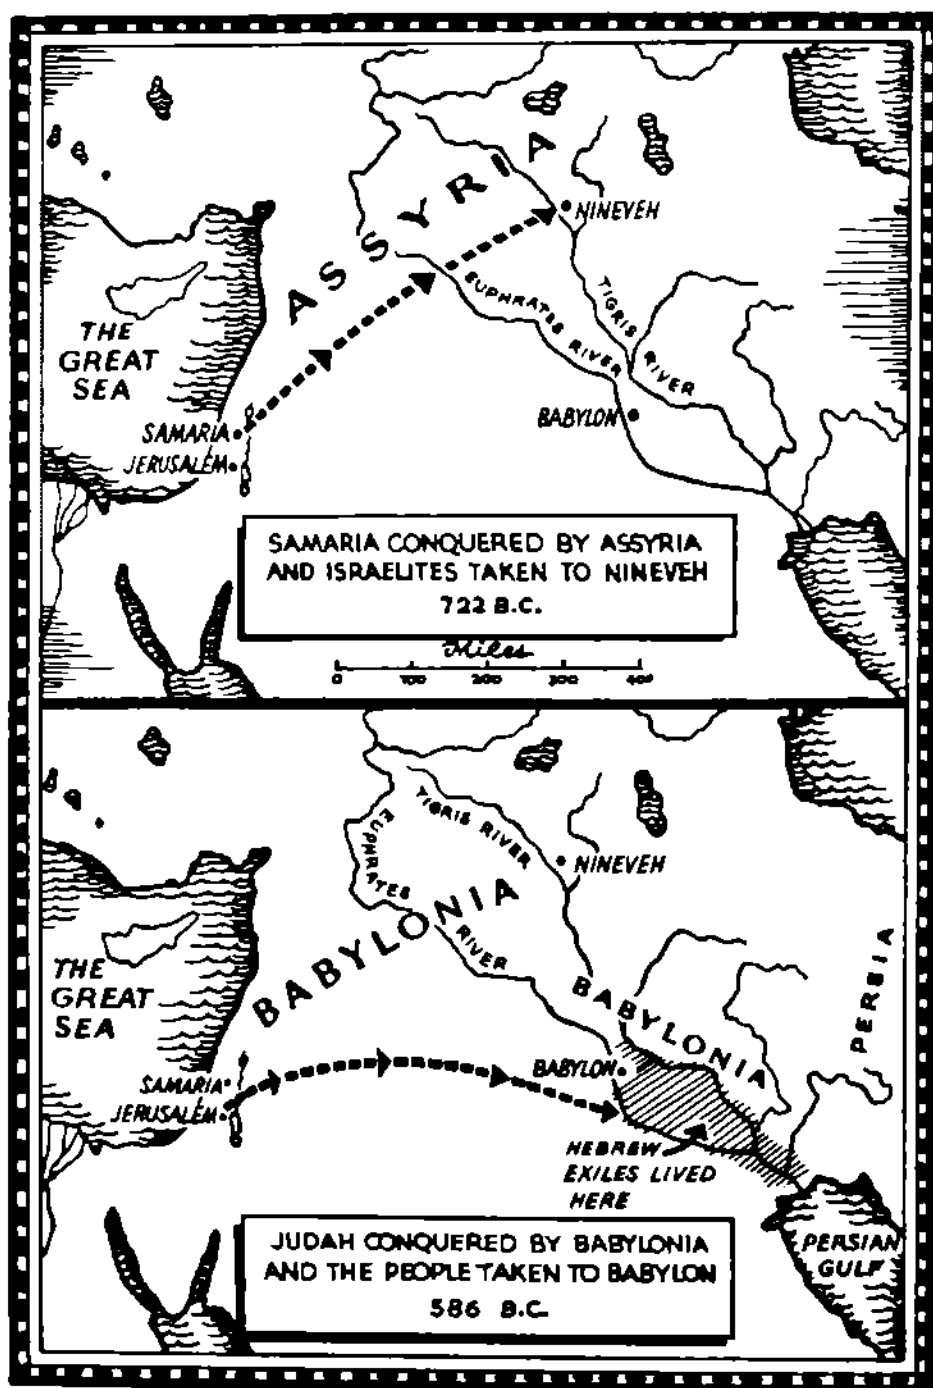 ASSYRIA
NINEVEH
THE
GREAT
SEA
EUPHRATES RIVER
TIGRIS RIVER
BABYLON
SAMARIA
JERUSALEM
SAMARIA CONQUERED BY ASSYRIA
AND ISRAELITES TAKEN TO NINEVEH
722 B.C.
Miles
0 100 200 300 400
TIGRIS RIVER
EUPHRATES
RIVER
NINEVEH
BABYLONIA
THE
GREAT
SEA
BABYLONIA
PERSIA
BABYLON
SAMARIA
JERUSALEM
HEBREW
EXILES LIVED
HERE
PERSIAN
GULF
JUDAH CONQUERED BY BABYLONIA
AND THE PEOPLE TAKEN TO BABYLON
586 B.C.